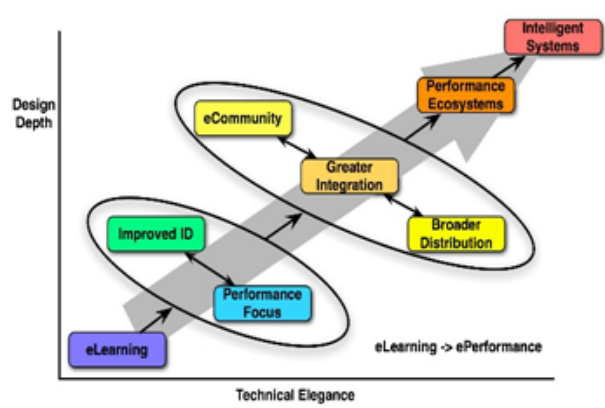 Intelligent
Systems
Design
Depth
Performance
Ecosystems
eCommunity
Greater
Integration
Improved ID
Broader
Distribution
Performance
Focus
eLearning
eLearning -> ePerformance
Technical Elegance